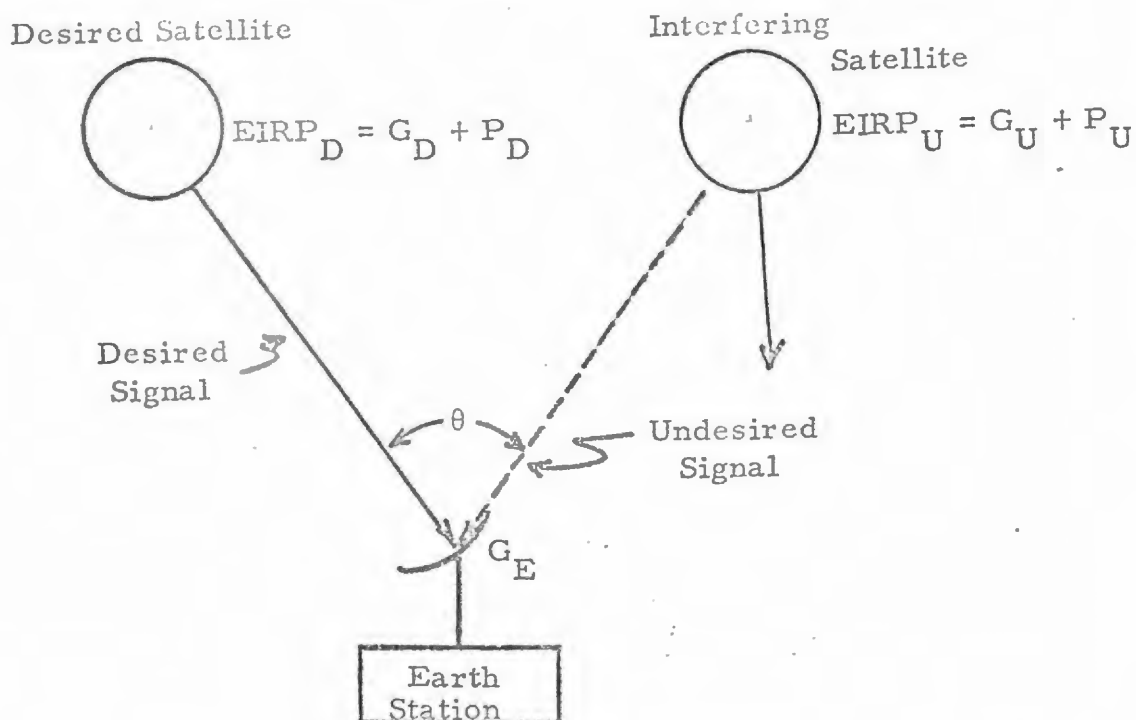 Desired Satellite
EIRP_D = G_D + P_D
Interfering
Satellite
EIRP_U = G_U + P_U
Desired
Signal
θ
Undesired
Signal
G_E
Earth
Station